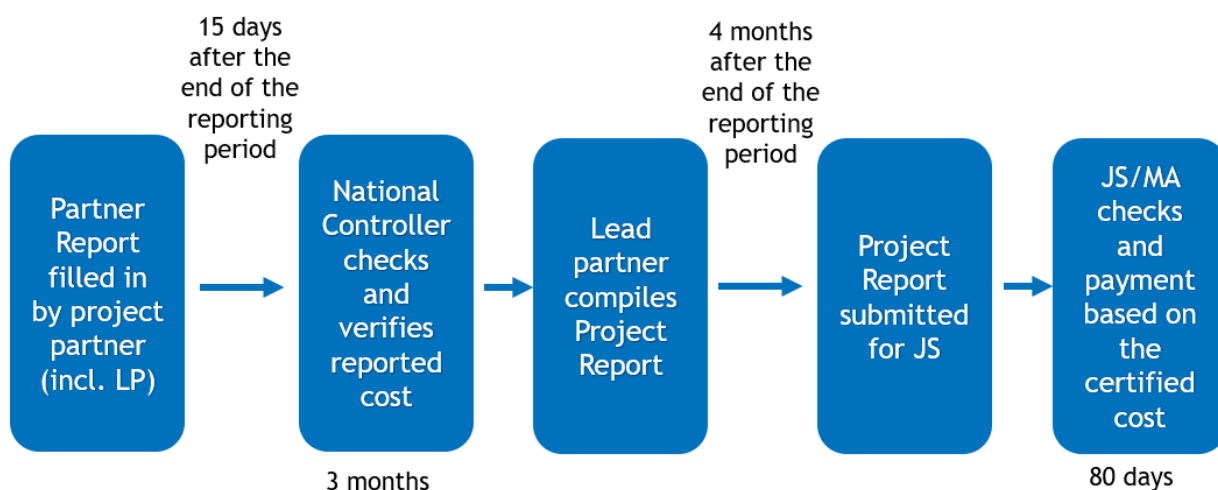 Partner
Report
filled in
by project
partner
(incl. LP)
15 days
after the
end of the
reporting
period
National
Controller
checks
and
verifies
reported
cost
3 months
Lead
partner
compiles
Project
Report
4 months
after the
end of the
reporting
period
Project
Report
submitted
for JS
JS/MA
checks
and
payment
based on
the
certified
cost
80 days